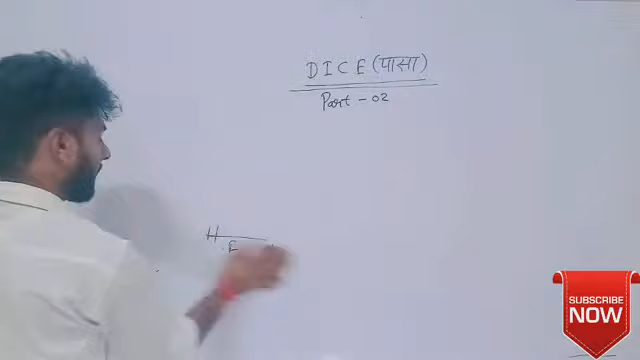 DICE (पासा)
Part - 02
H
E
SUBSCRIBE
NOW